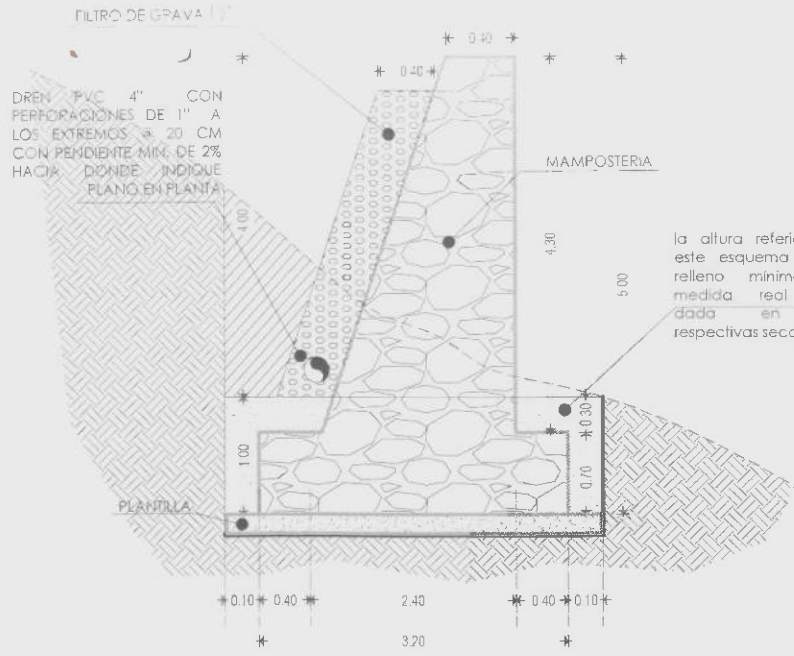 FILTRO DE GRAVA
0.40
0.40
DREN PVC 4" CON
PERFORACIONES DE 1" A
LOS EXTREMOS @ 20 CM
CON PENDIENTE MIN. DE 2%
HACIA DONDE INDIQUE
PLANO EN PLANTA
MAMPOSTERIA
4.00
4.30
5.00
la altura referid
este esquema
relleno mínim
medida real
dada en
respectivas secc
0.30
1.00
0.70
PLANTILLA
0.10 0.40 2.40 0.40 0.10
3.20